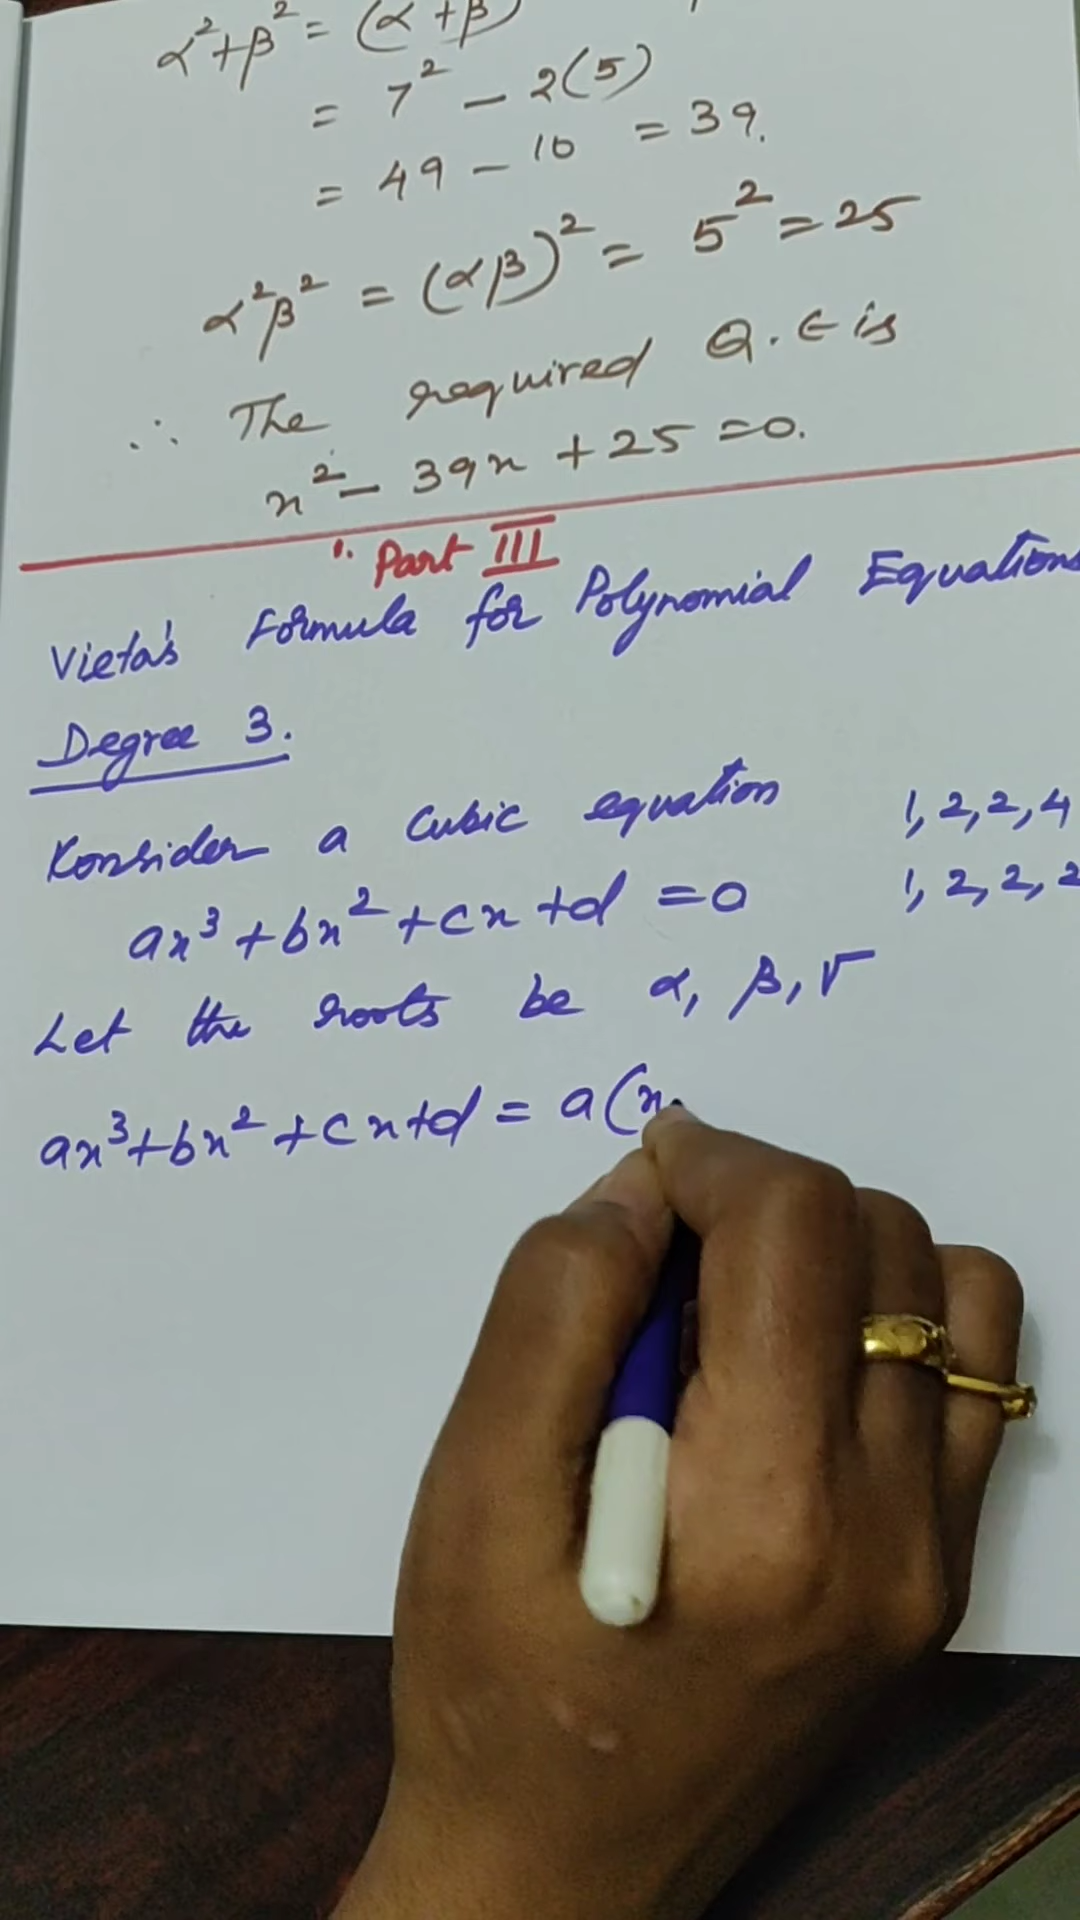 α²+β² = (α+β)
= 7² − 2(5)
= 49 − 10 = 39.
α²β² = (αβ)² = 5² = 25
∴ The required Q.E is
x² − 39x + 25 = 0.
1. Part III
Vieta's Formula for Polynomial Equations
Degree 3.
Consider a Cubic equation 1,2,2,4
ax³ + bx² + cx + d = 0 1,2,2,2
Let the roots be α, β, γ
ax³ + bx² + cx + d = a(x